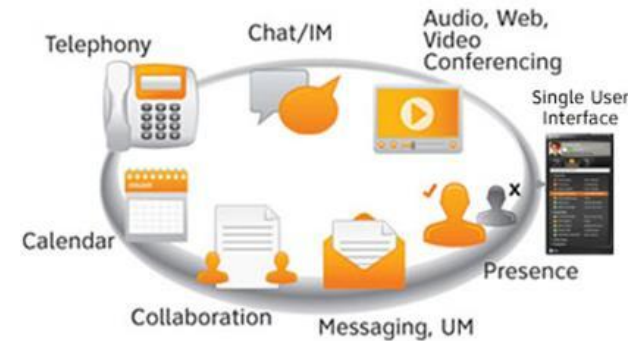 Telephony
Chat/IM
Audio, Web,
Video
Conferencing
Single User
Interface
Calendar
Collaboration
Messaging, UM
Presence
X